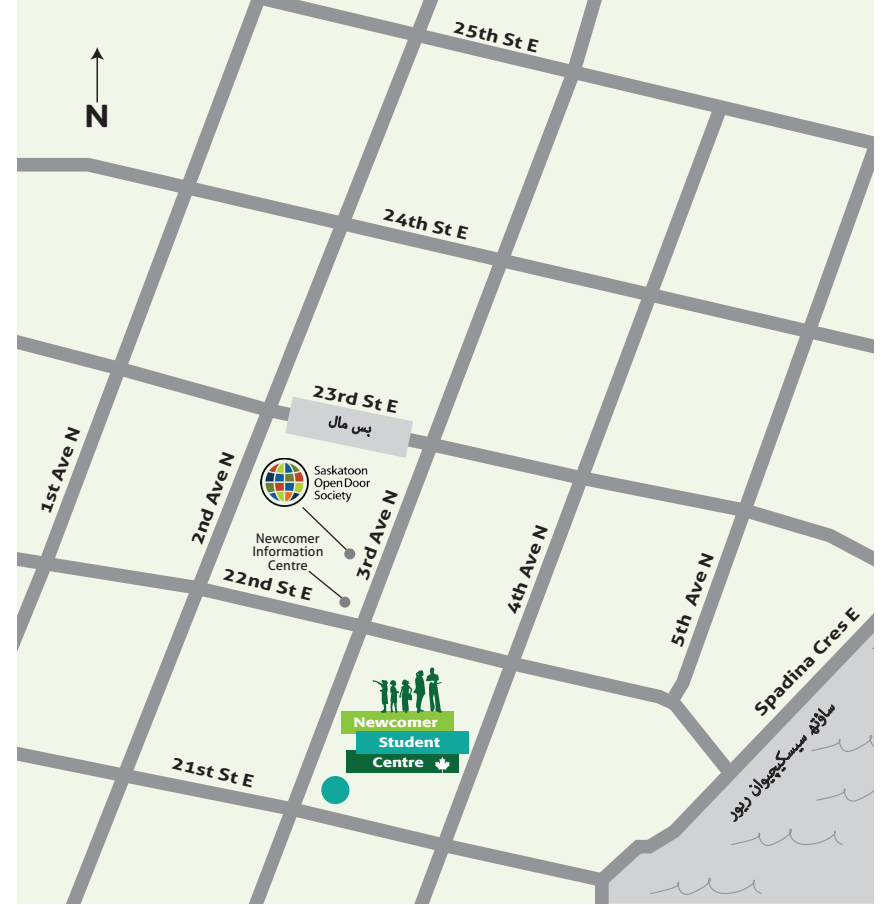 25th St E
N
24th St E
23rd St E
بس مال
1st Ave N
2nd Ave N
Saskatoon
Open Door
Society
3rd Ave N
Newcomer
Information
Centre
4th Ave N
5th Ave N
22nd St E
Spadina Cres E
ساؤتھ سیسکیچیوان ریور
Newcomer
Student
Centre
21st St E